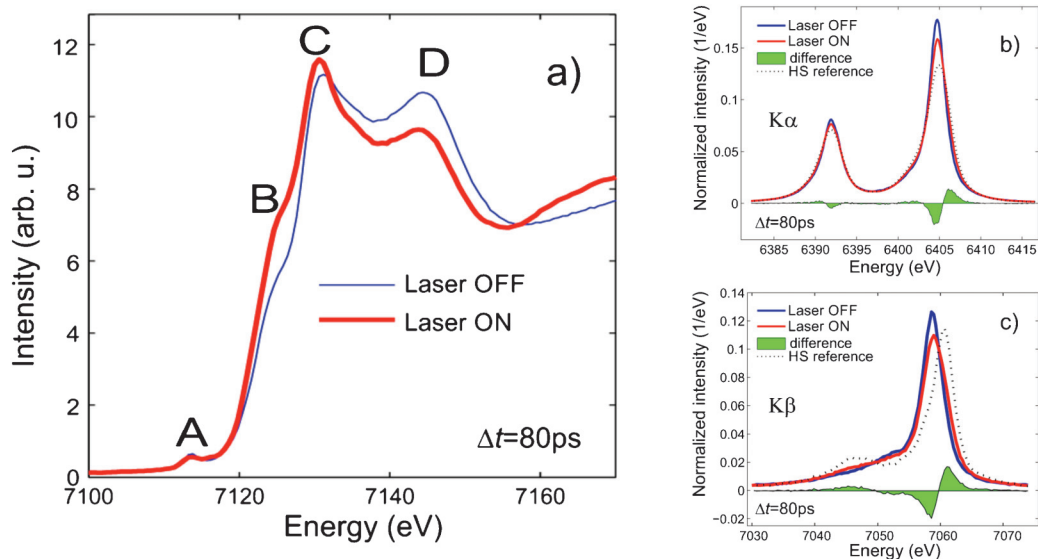 a)
12
10
8
6
4
2
0
A
B
C
D
Laser OFF
Laser ON
Δt=80ps
7100
7120
7140
7160
Energy (eV)
Intensity (arb. u.)
b)
Laser OFF
Laser ON
difference
HS reference
Kα
0.15
0.1
0.05
0
Δt=80ps
6385 6392 6395 6400 6405 6410 6415
Energy (eV)
Normalized intensity (1/eV)
c)
Laser OFF
Laser ON
difference
HS reference
Kβ
0.14
0.12
0.10
0.08
0.06
0.04
0.02
0
−0.02
Δt=80ps
7030 7040 7050 7060 7070
Energy (eV)
Normalized intensity (1/eV)